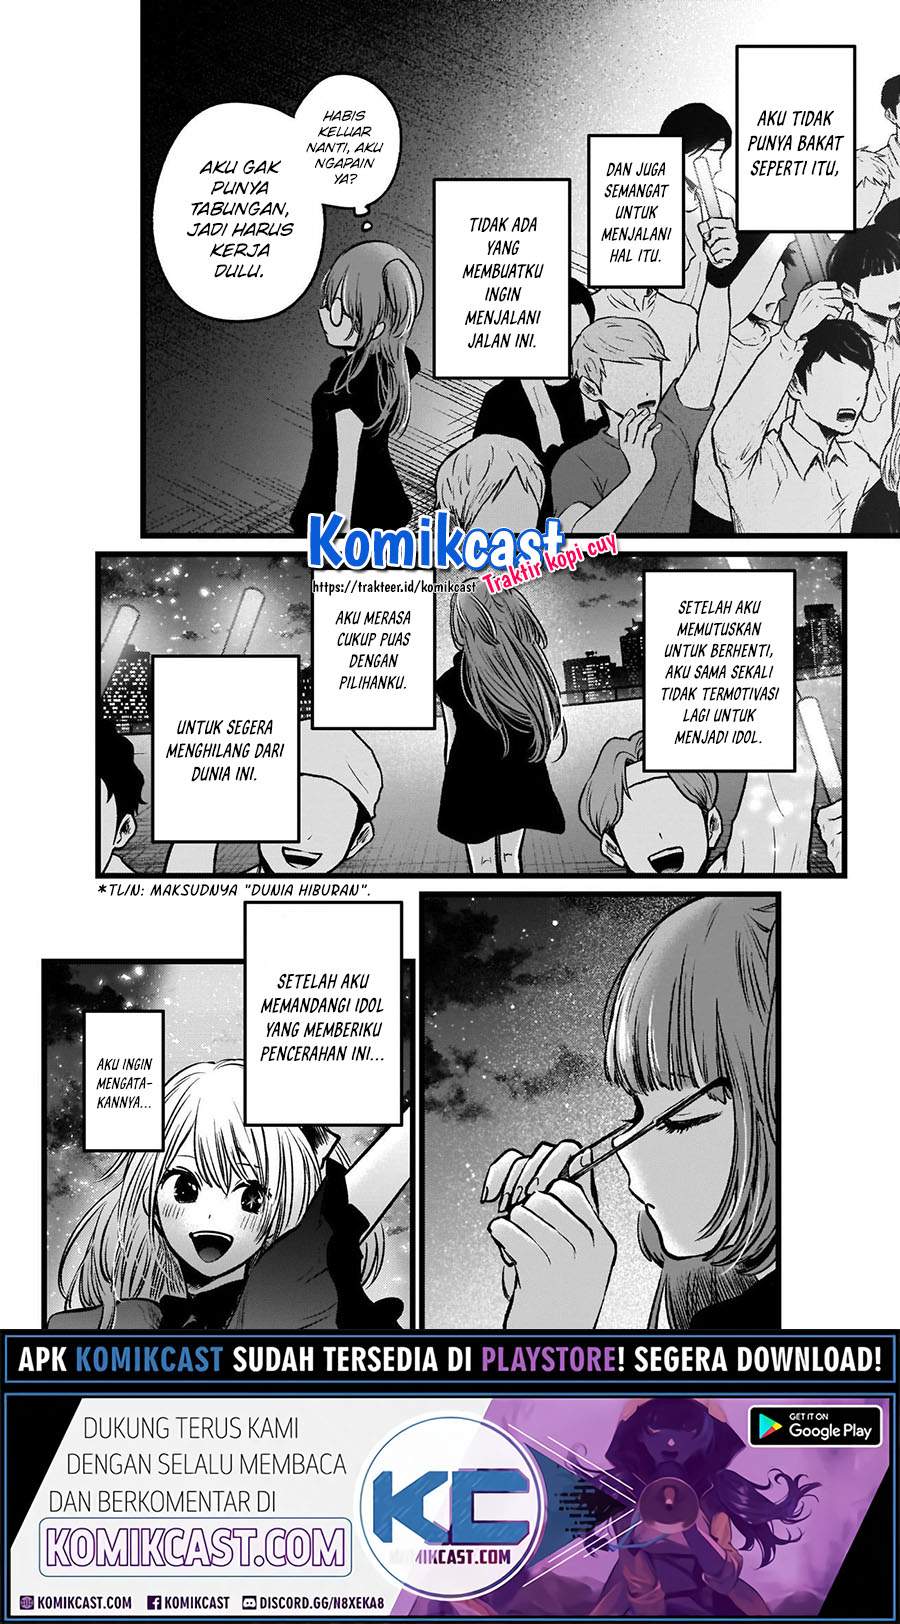 AKU TIDAK
PUNYA BAKAT
SEPERTI ITU,
DAN JUGA
SEMANGAT
UNTUK
MENJALANI
HAL ITU.
TIDAK ADA
YANG
MEMBUATKU
INGIN
MENJALANI
JALAN INI.
HABIS
KELUAR
NANTI, AKU
NGAPAIN
YA?
AKU GAK
PUNYA
TABUNGAN,
JADI HARUS
KERJA
DULU.
Komikcast
https://trakteer.id/komikcast
Traktir kopi cuy
SETELAH AKU
MEMUTUSKAN
UNTUK BERHENTI,
AKU SAMA SEKALI
TIDAK TERMOTIVASI
LAGI UNTUK
MENJADI IDOL.
AKU MERASA
CUKUP PUAS
DENGAN
PILIHANKU.
UNTUK SEGERA
MENGHILANG DARI
DUNIA INI.
*TL/N: MAKSUDNYA "DUNIA HIBURAN".
SETELAH AKU
MEMANDANGI IDOL
YANG MEMBERIKU
PENCERAHAN INI...
AKU INGIN
MENGATA-
KANNYA...
APK KOMIKCAST SUDAH TERSEDIA DI PLAYSTORE! SEGERA DOWNLOAD!
DUKUNG TERUS KAMI
DENGAN SELALU MEMBACA
DAN BERKOMENTAR DI
KOMIKCAST.COM
KC
KOMIKCAST.COM
GET IT ON
Google Play
KOMIKCAST.COM KOMIKCAST DISCORD.GG/N8XEKA8